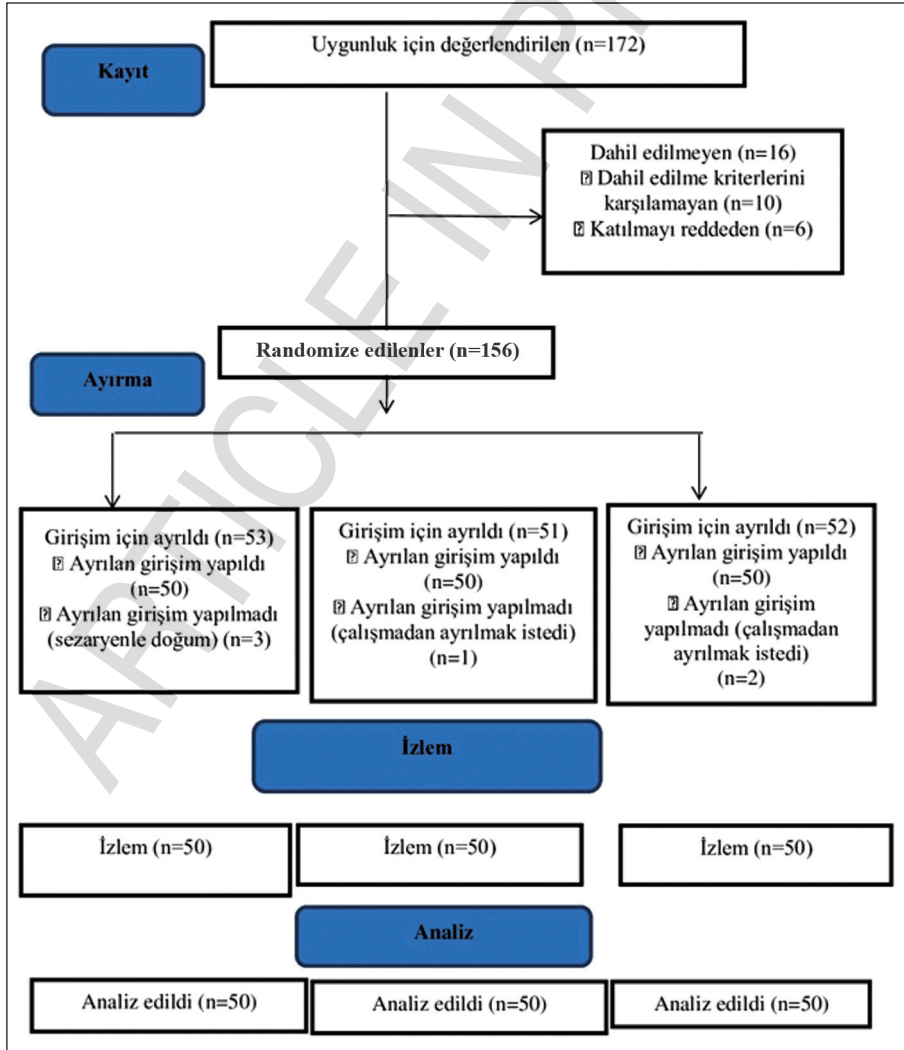 Uygunluk için değerlendirilen (n=172)
Kayıt
Dahil edilmeyen (n=16)
⍰ Dahil edilme kriterlerini
karşılamayan (n=10)
⍰ Katılmayı reddeden (n=6)
Randomize edilenler (n=156)
Ayırma
Girişim için ayrıldı (n=53)
⍰ Ayrılan girişim yapıldı
(n=50)
⍰ Ayrılan girişim yapılmadı
(sezaryenle doğum) (n=3)
Girişim için ayrıldı (n=51)
⍰ Ayrılan girişim yapıldı
(n=50)
⍰ Ayrılan girişim yapılmadı
(çalışmadan ayrılmak istedi)
(n=1)
Girişim için ayrıldı (n=52)
⍰ Ayrılan girişim yapıldı
(n=50)
⍰ Ayrılan girişim
yapılmadı (çalışmadan
ayrılmak istedi)
(n=2)
İzlem
İzlem (n=50)
İzlem (n=50)
İzlem (n=50)
Analiz
Analiz edildi (n=50)
Analiz edildi (n=50)
Analiz edildi (n=50)
ARTICLE IN P